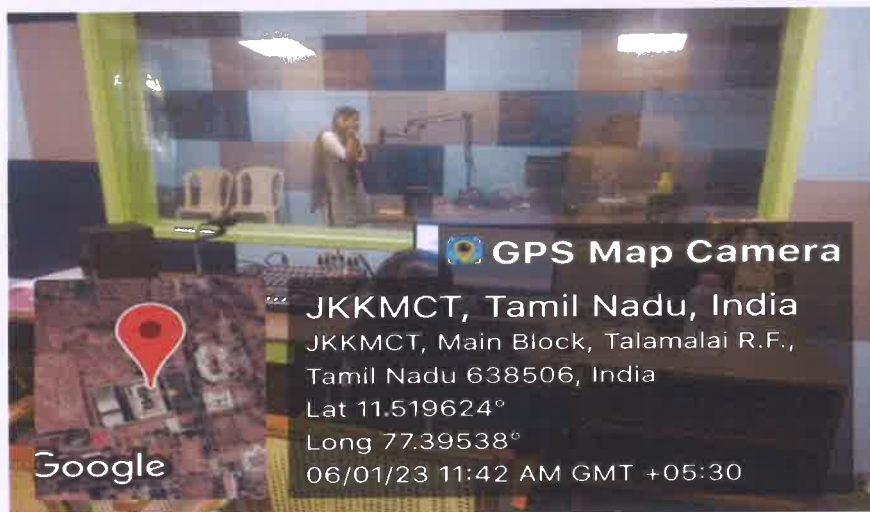 GPS Map Camera
JKKMCT, Tamil Nadu, India
JKKMCT, Main Block, Talamalai R.F.,
Tamil Nadu 638506, India
Lat 11.519624°
Long 77.39538°
06/01/23 11:42 AM GMT +05:30
Google